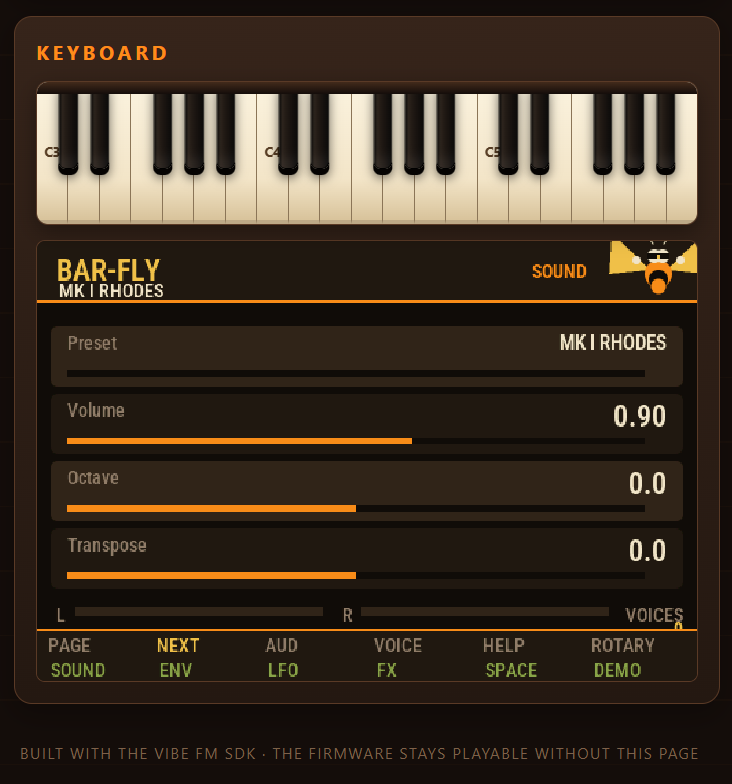 KEYBOARD
C3 C4 C5
BAR-FLY
MK I RHODES
SOUND
Preset MK I RHODES
Volume 0.90
Octave 0.0
Transpose 0.0
L R VOICES
PAGE NEXT AUD VOICE HELP ROTARY
SOUND ENV LFO FX SPACE DEMO
BUILT WITH THE VIBE FM SDK · THE FIRMWARE STAYS PLAYABLE WITHOUT THIS PAGE